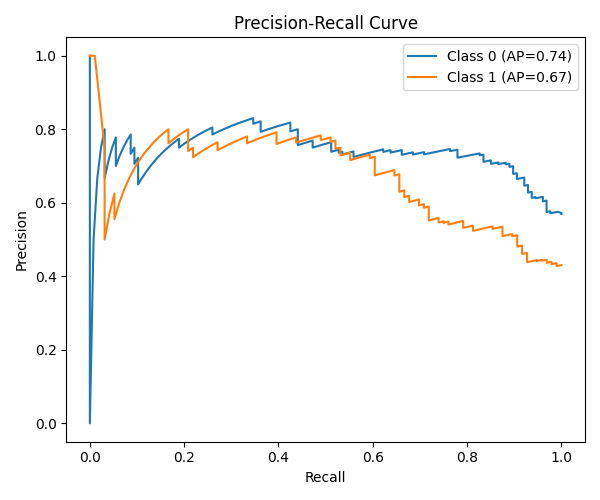 Precision-Recall Curve
Class 0 (AP=0.74)
Class 1 (AP=0.67)
Precision
1.0
0.8
0.6
0.4
0.2
0.0
0.0 0.2 0.4 0.6 0.8 1.0
Recall